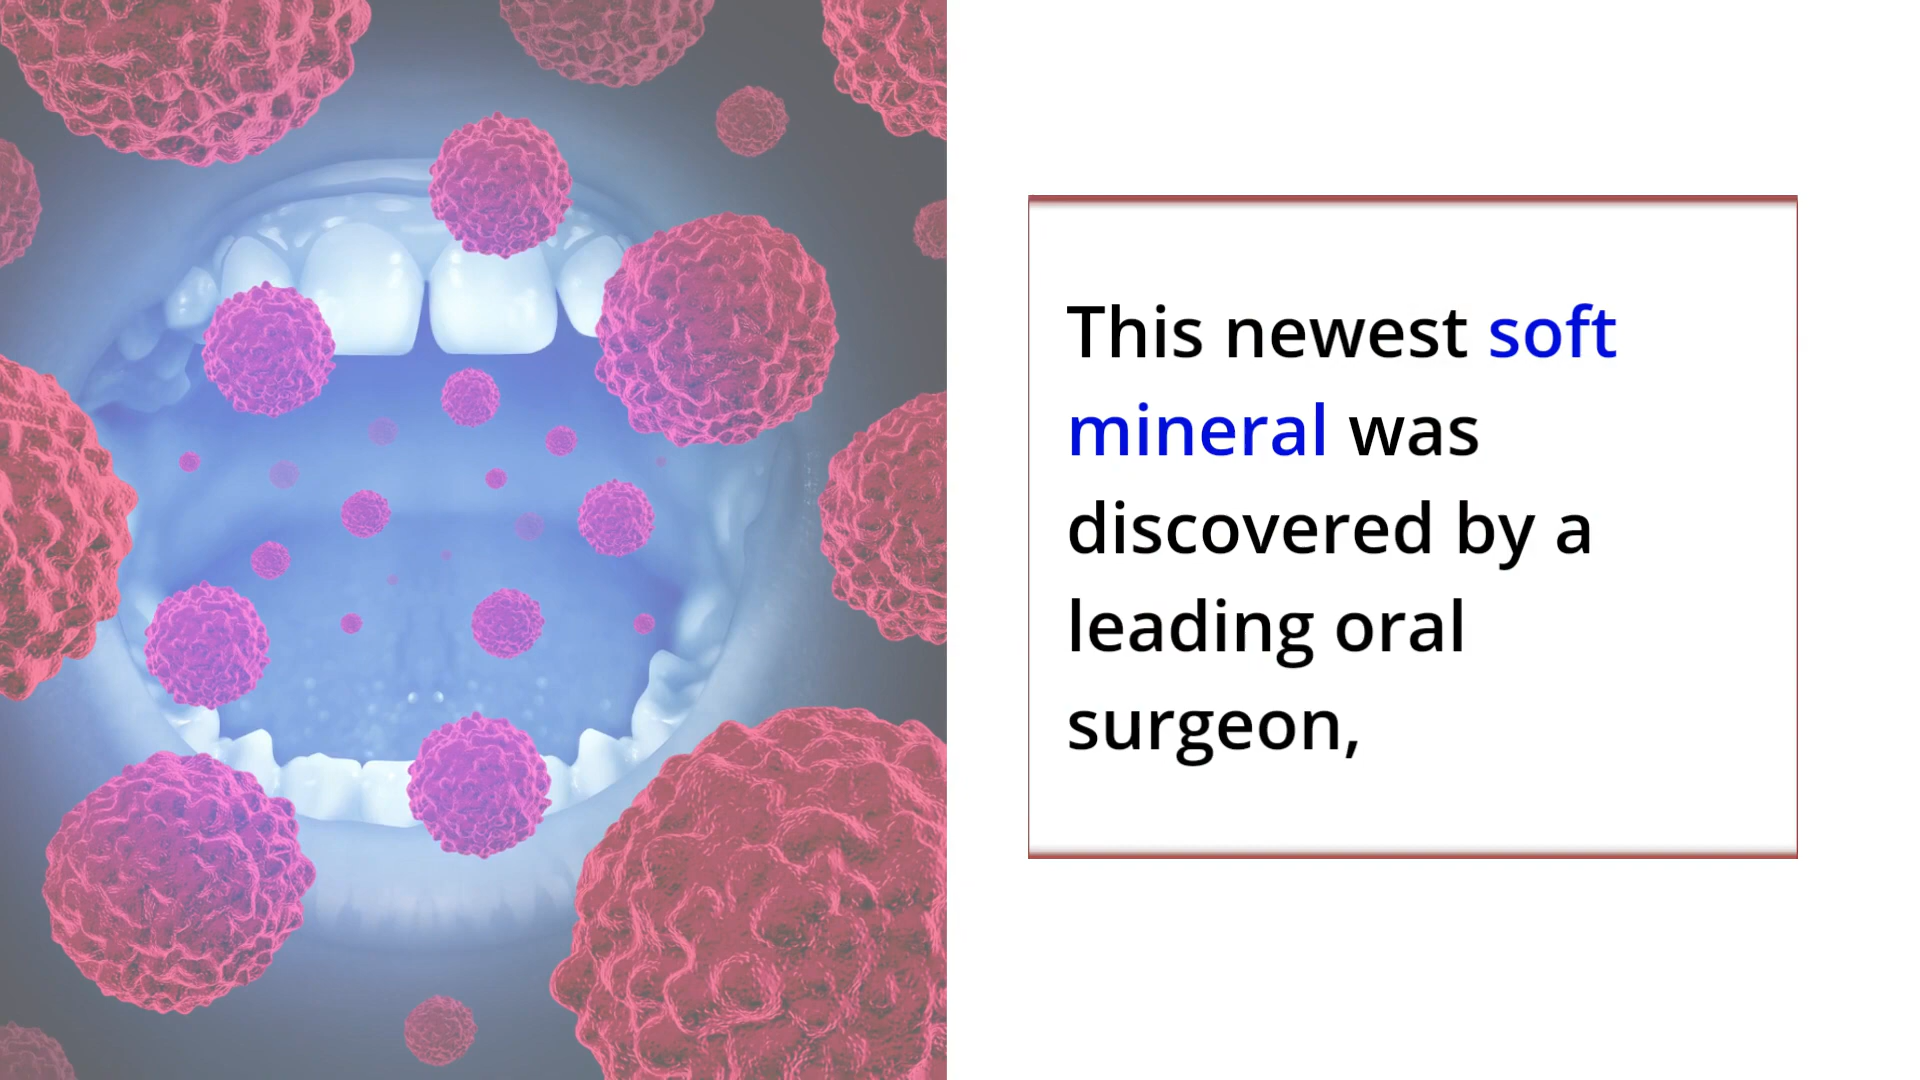 This newest soft
mineral was
discovered by a
leading oral
surgeon,